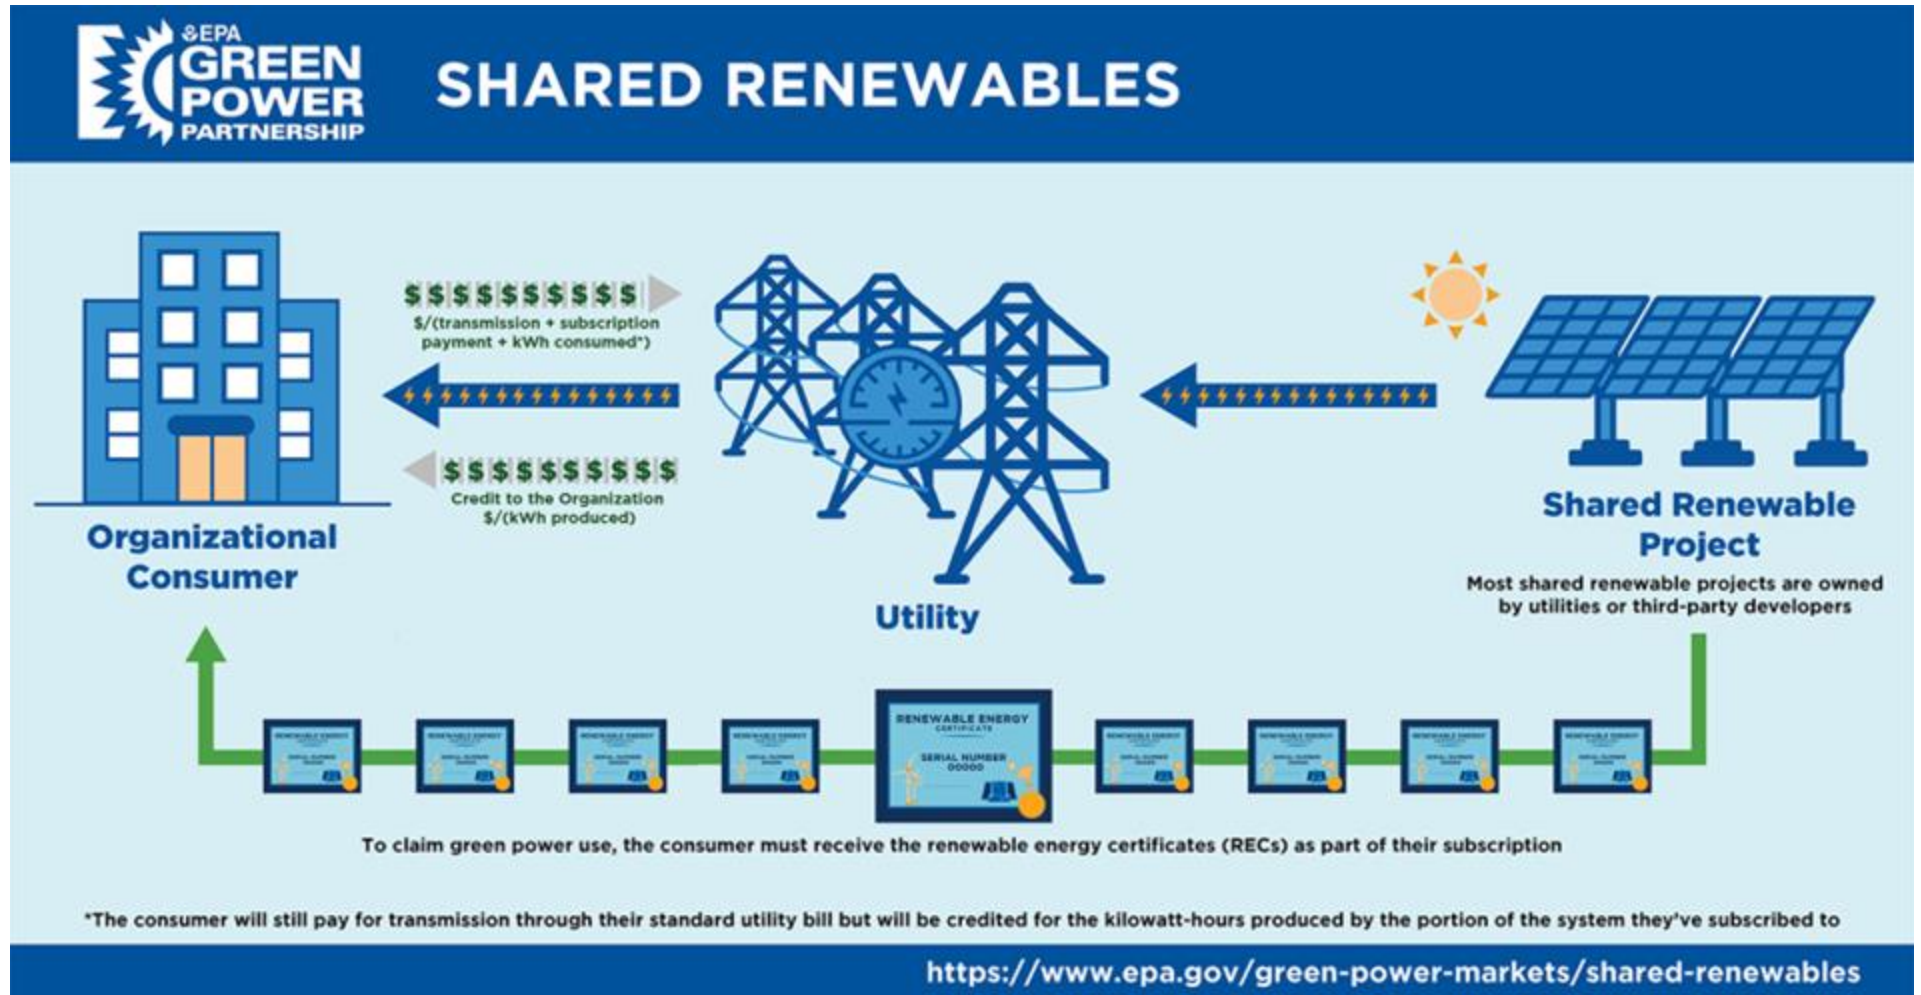 EPA
GREEN
POWER
PARTNERSHIP
SHARED RENEWABLES
$ $ $ $ $ $ $ $ $ $
$/(transmission + subscription
payment + kWh consumed*)
$ $ $ $ $ $ $ $ $ $
Credit to the Organization
$/(kWh produced)
Organizational
Consumer
Utility
Shared Renewable
Project
Most shared renewable projects are owned
by utilities or third-party developers
RENEWABLE ENERGY
CERTIFICATE
SERIAL NUMBER
00000
To claim green power use, the consumer must receive the renewable energy certificates (RECs) as part of their subscription
*The consumer will still pay for transmission through their standard utility bill but will be credited for the kilowatt-hours produced by the portion of the system they've subscribed to
https://www.epa.gov/green-power-markets/shared-renewables